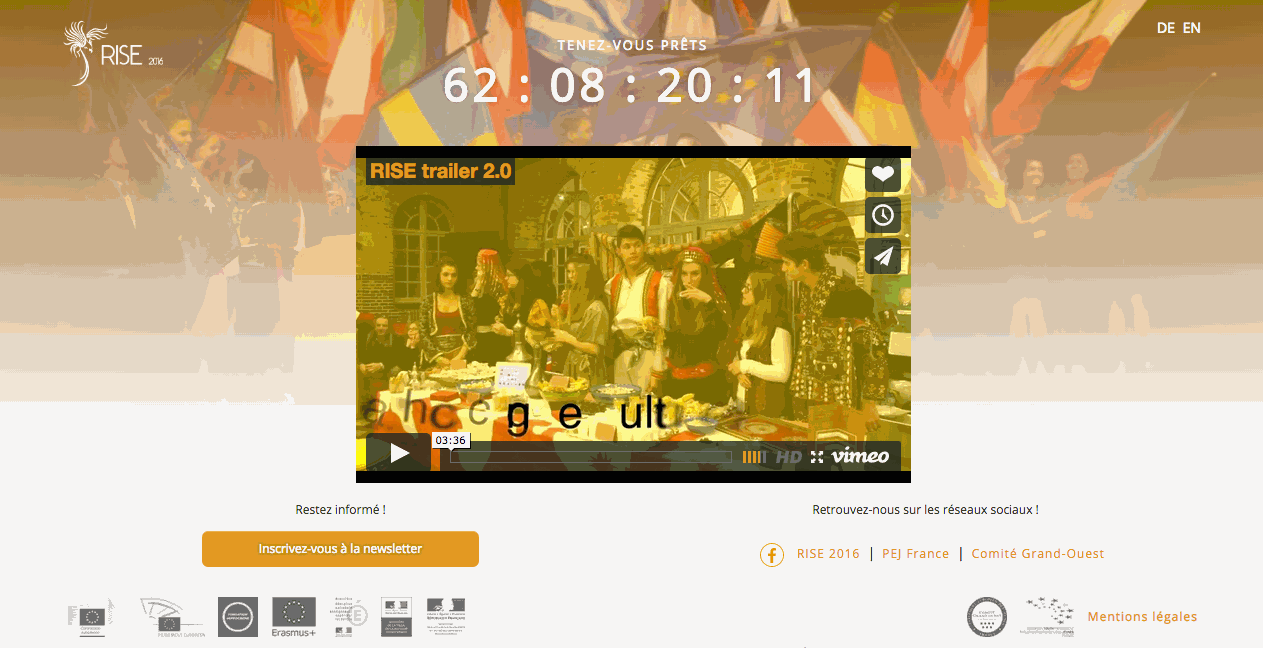 RISE 2016
DE EN
TENEZ-VOUS PRÊTS
62 : 08 : 20 : 11
RISE trailer 2.0
g e ult
03:36
HD vimeo
Restez informé !
Retrouvez-nous sur les réseaux sociaux !
Inscrivez-vous à la newsletter
RISE 2016 | PEJ France | Comité Grand-Ouest
Erasmus+
Mentions légales